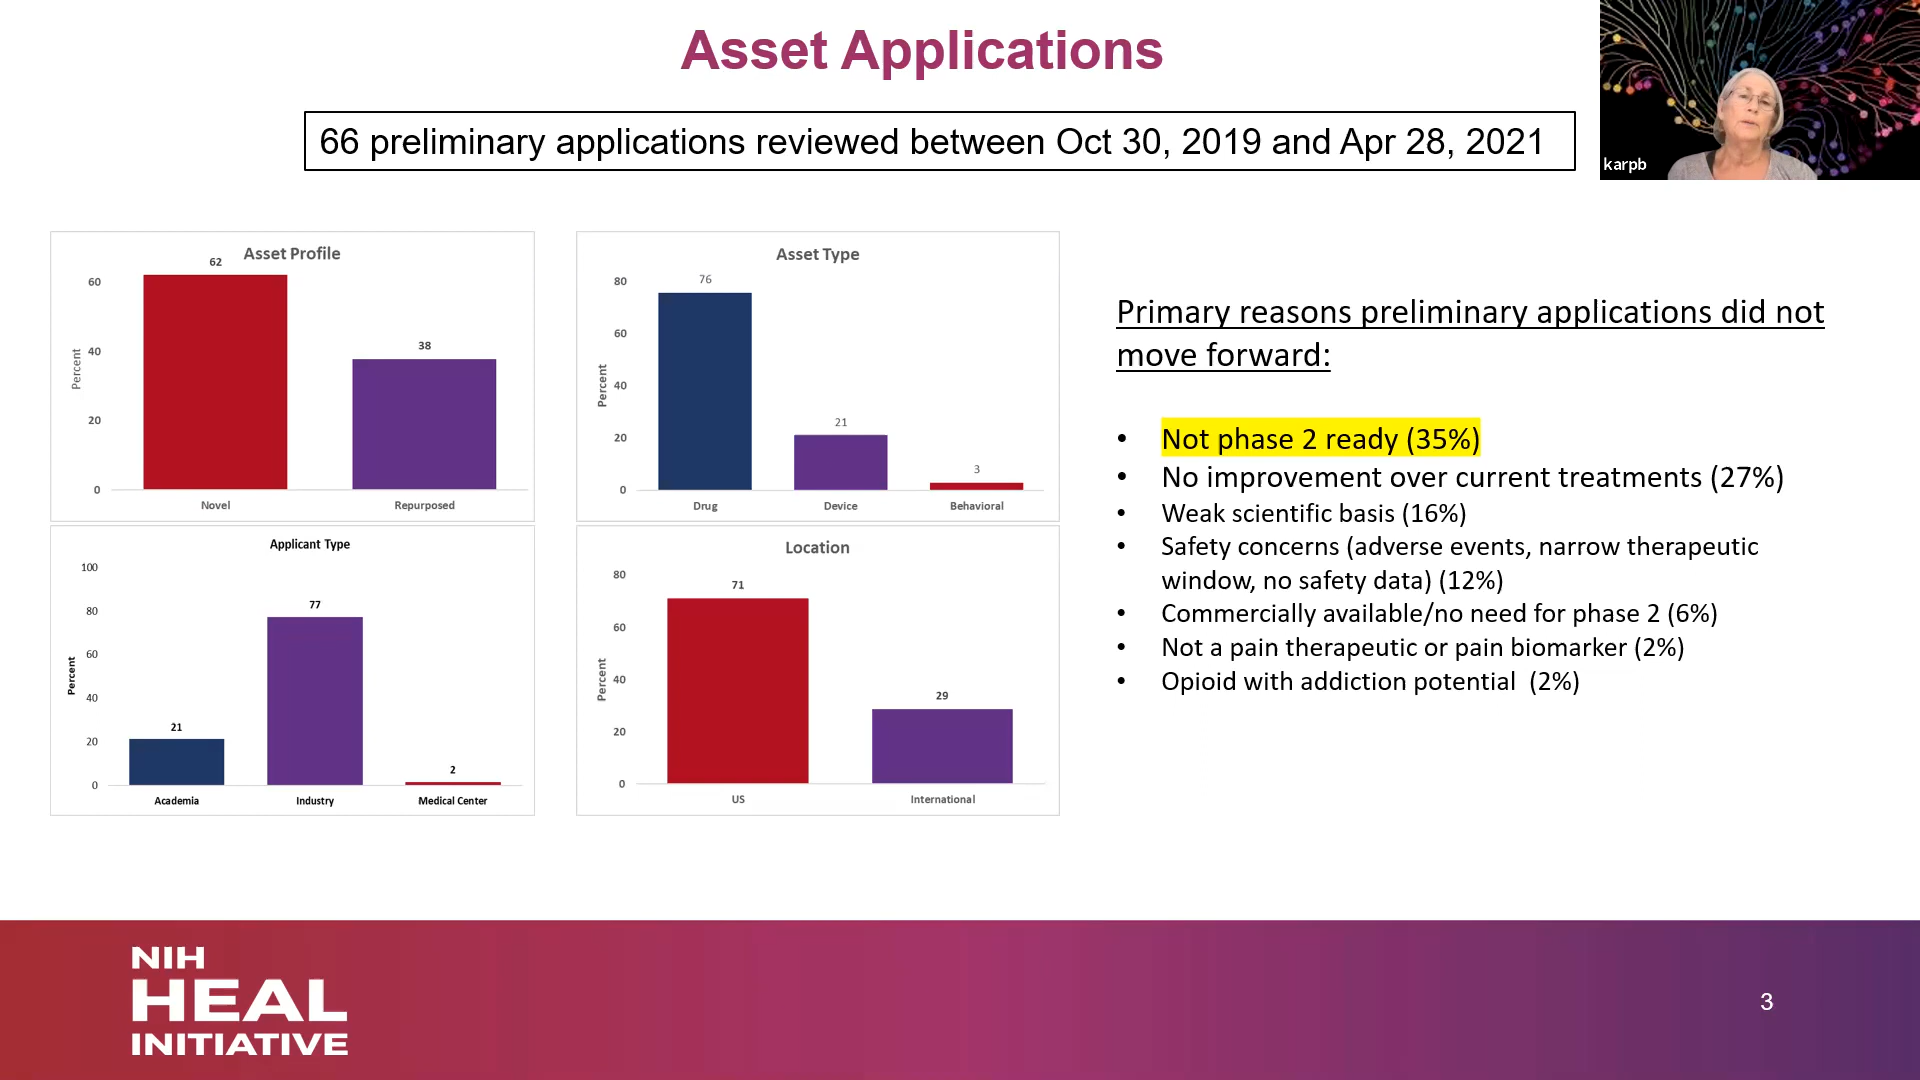 Asset Applications
66 preliminary applications reviewed between Oct 30, 2019 and Apr 28, 2021
karpb
Asset Profile
62
60
38
40
Percent
20
0
Novel Repurposed
Asset Type
80
76
60
40
Percent
21
20
3
0
Drug Device Behavioral
Applicant Type
100
80
77
60
Percent
40
21
20
2
0
Academia Industry Medical Center
Location
80
71
60
Percent
40
29
20
0
US International
Primary reasons preliminary applications did not
move forward:
• Not phase 2 ready (35%)
• No improvement over current treatments (27%)
• Weak scientific basis (16%)
• Safety concerns (adverse events, narrow therapeutic
window, no safety data) (12%)
• Commercially available/no need for phase 2 (6%)
• Not a pain therapeutic or pain biomarker (2%)
• Opioid with addiction potential  (2%)
NIH
HEAL
INITIATIVE
3